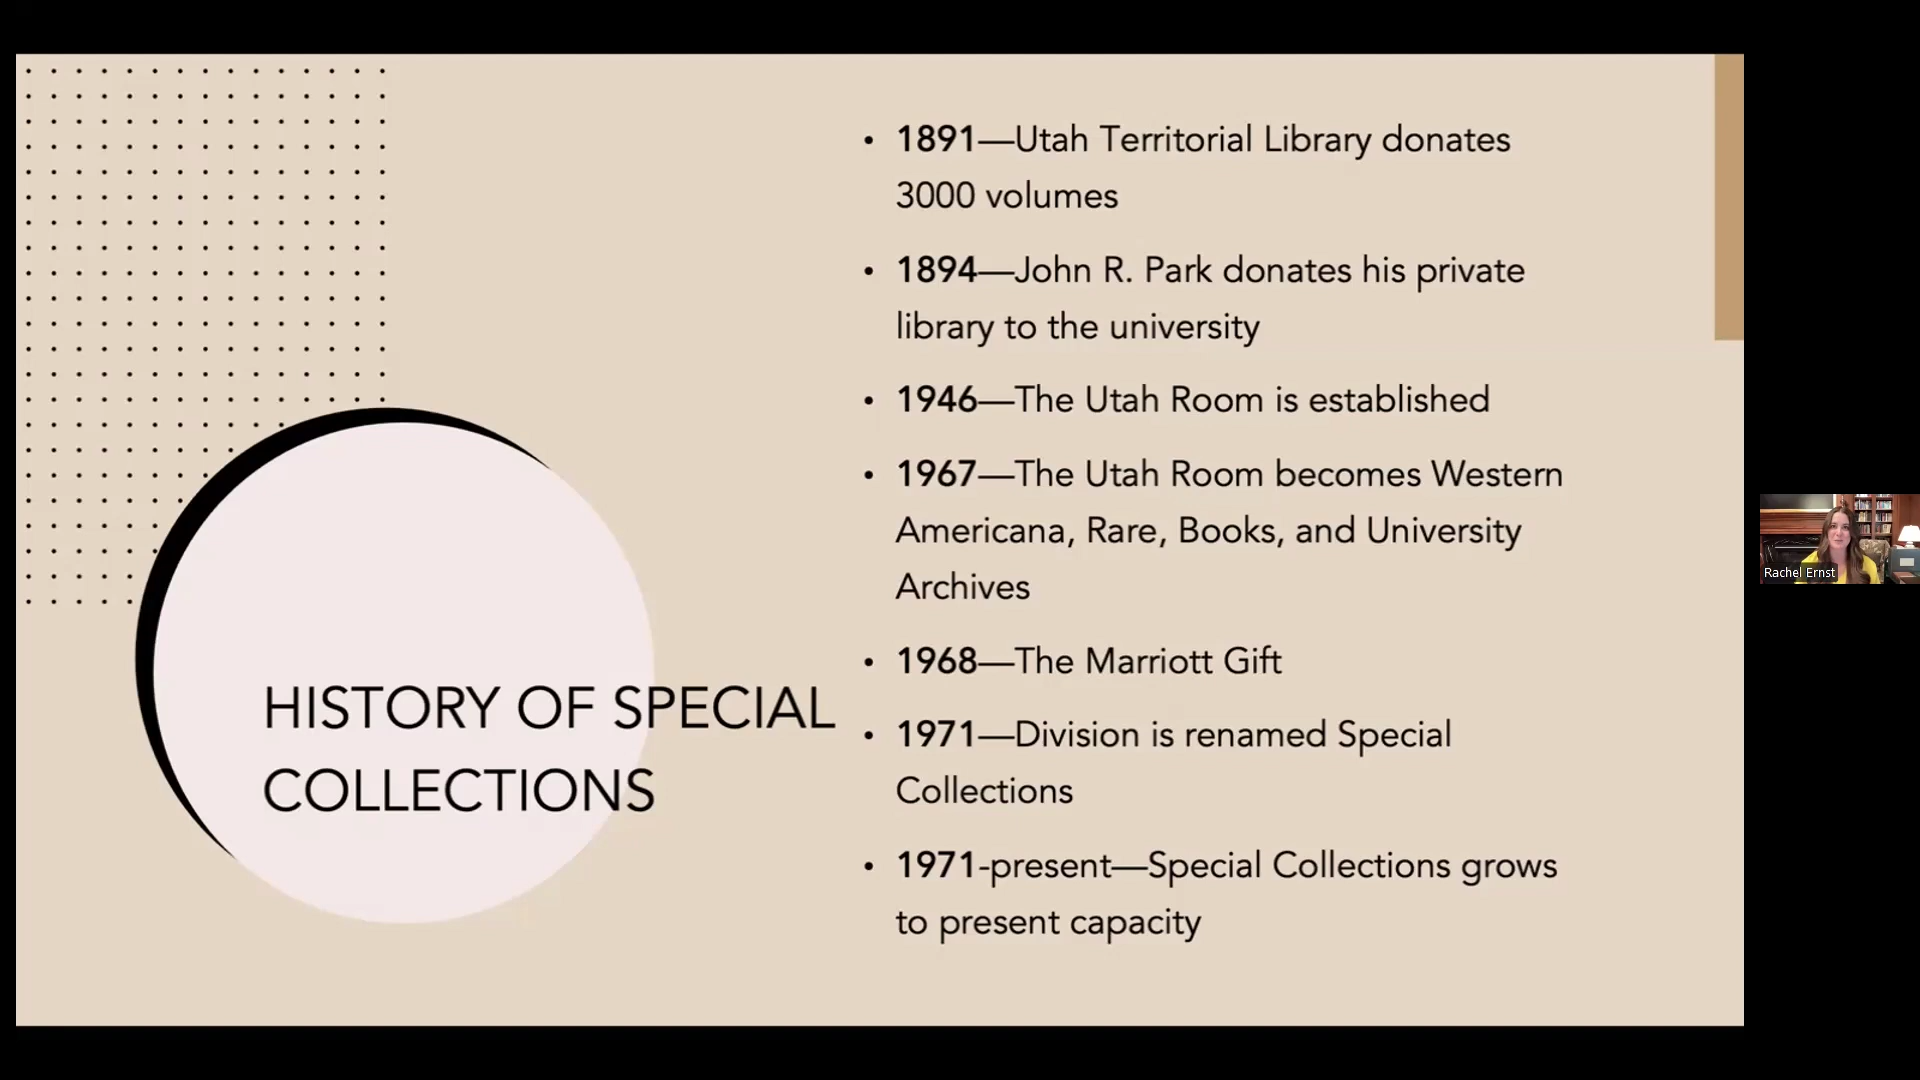 HISTORY OF SPECIAL
COLLECTIONS
• 1891—Utah Territorial Library donates
3000 volumes
• 1894—John R. Park donates his private
library to the university
• 1946—The Utah Room is established
• 1967—The Utah Room becomes Western
Americana, Rare, Books, and University
Archives
• 1968—The Marriott Gift
• 1971—Division is renamed Special
Collections
• 1971-present—Special Collections grows
to present capacity
Rachel Ernst